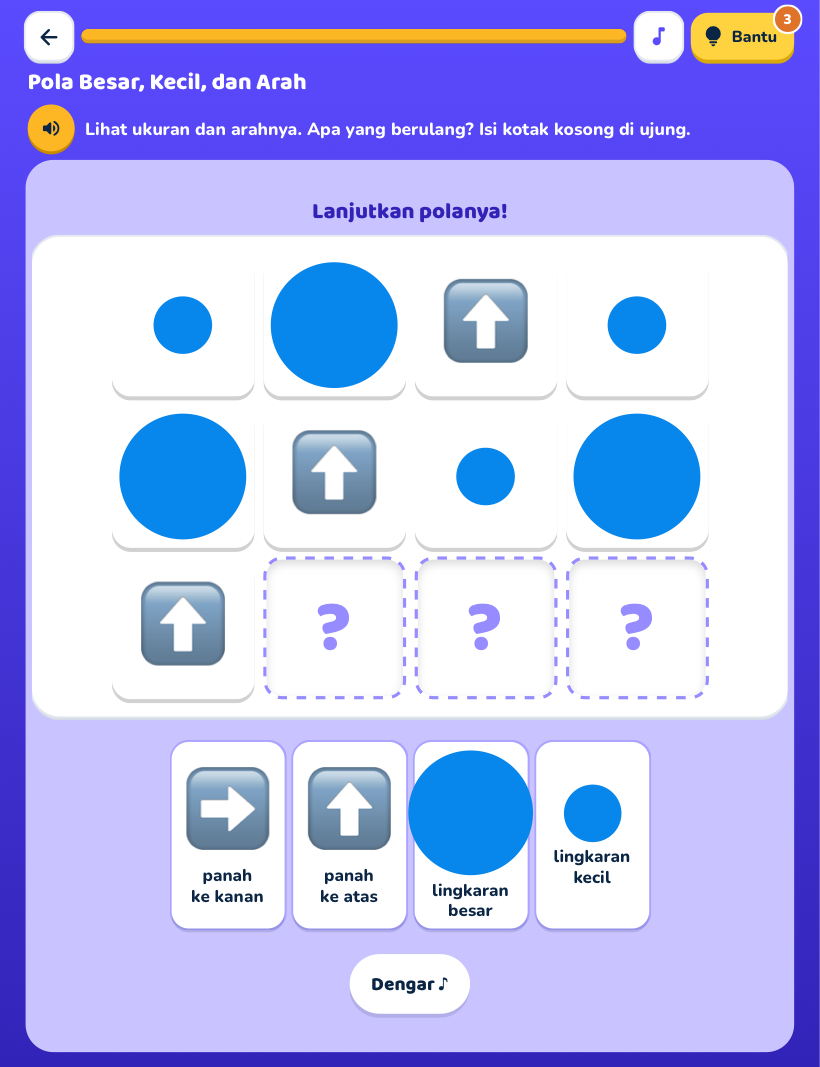 3
Bantu
Pola Besar, Kecil, dan Arah
Lihat ukuran dan arahnya. Apa yang berulang? Isi kotak kosong di ujung.
Lanjutkan polanya!
? ? ?
panah
ke kanan
panah
ke atas
lingkaran
besar
lingkaran
kecil
Dengar ♪